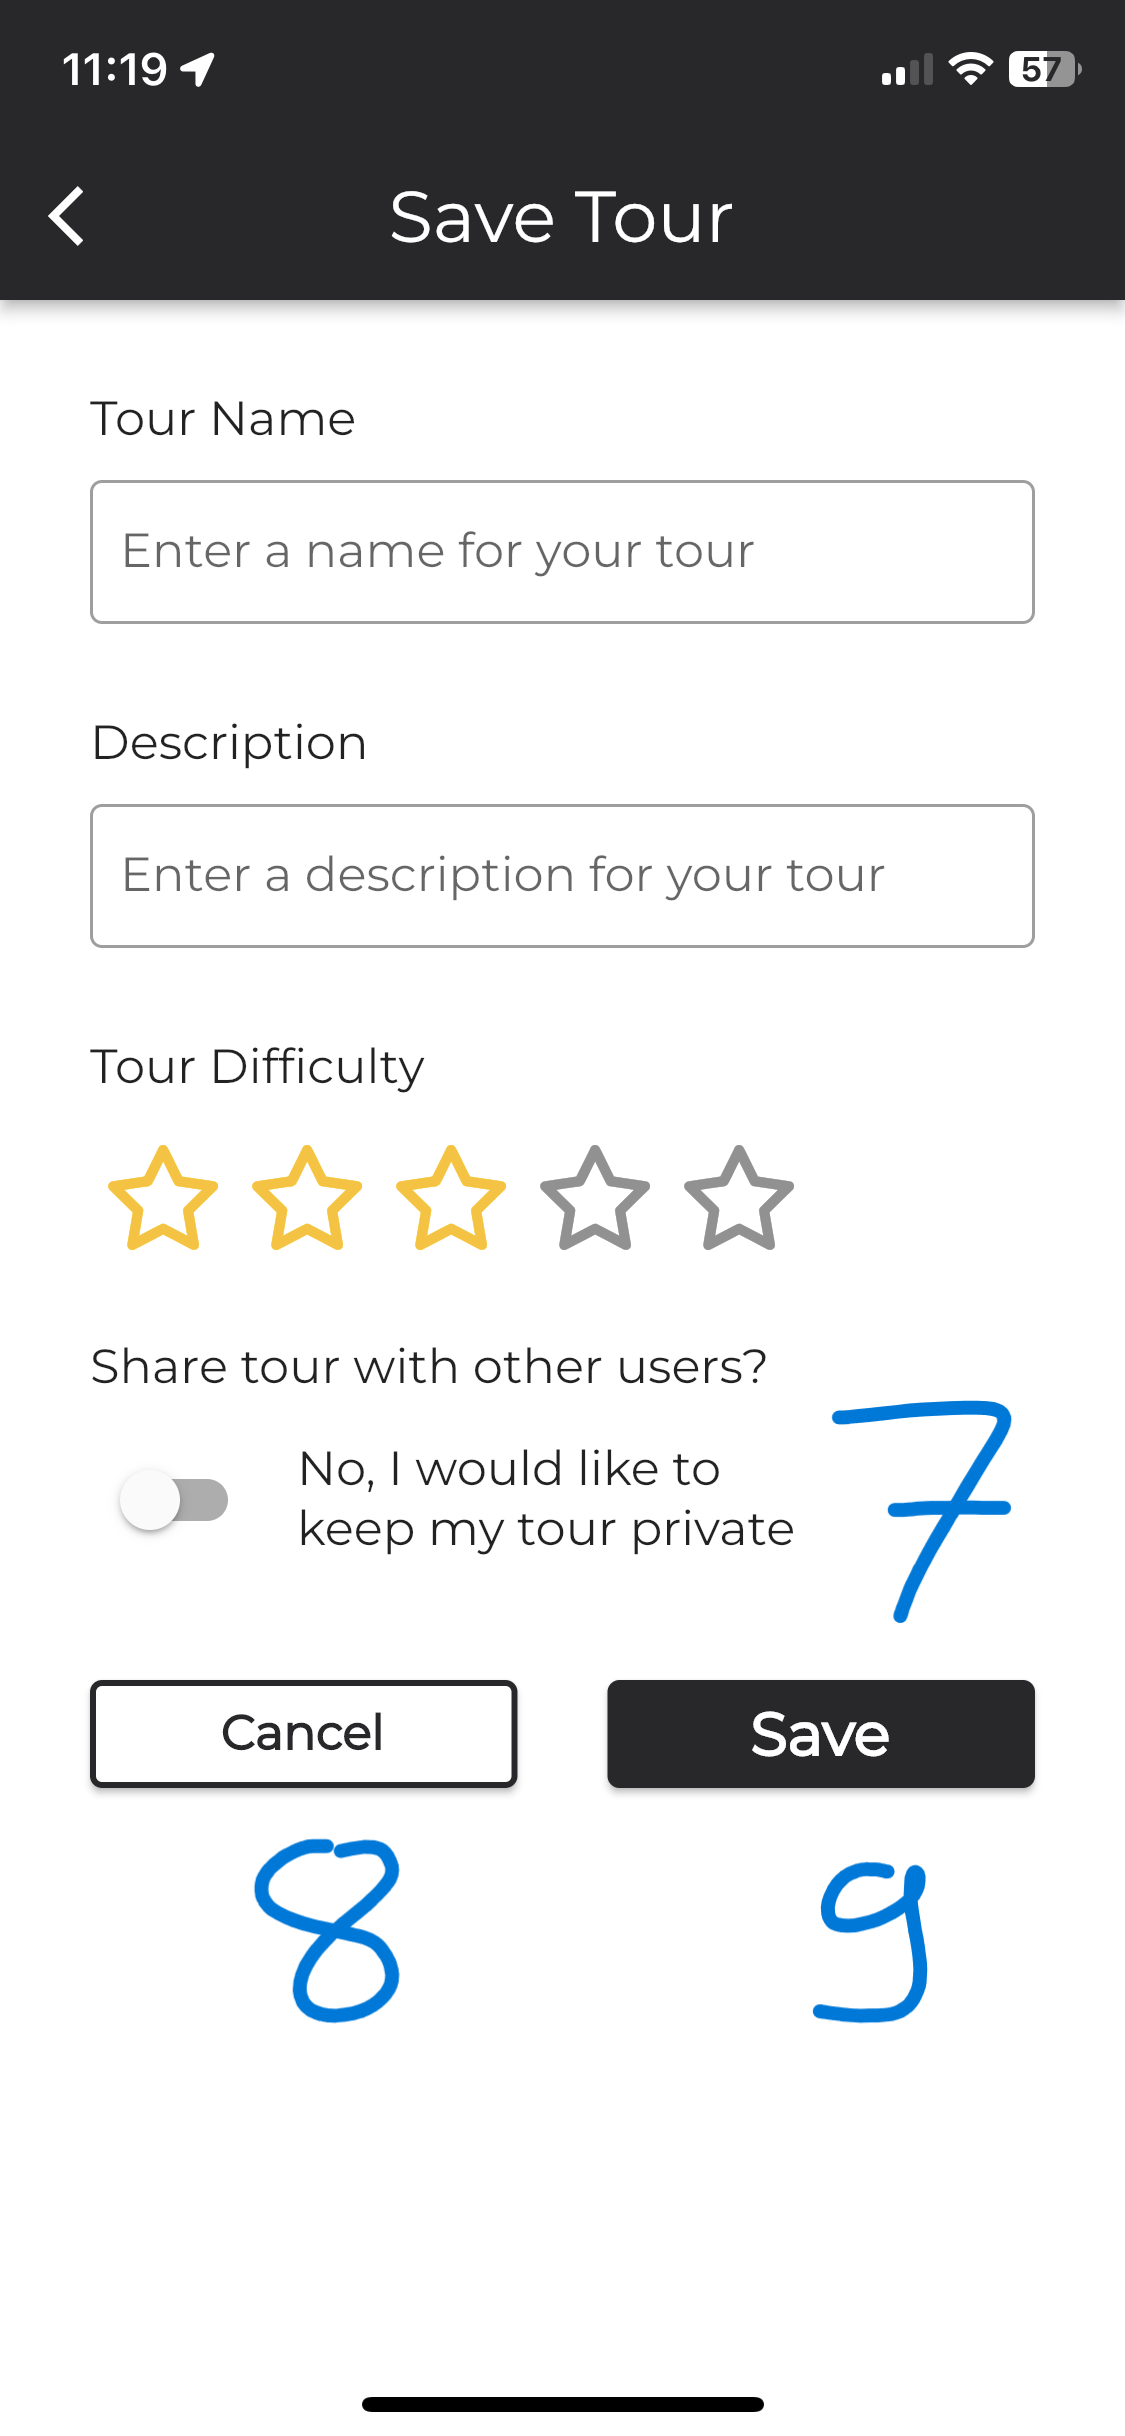 11:19
57
Save Tour
Tour Name
Enter a name for your tour
Description
Enter a description for your tour
Tour Difficulty
Share tour with other users?
No, I would like to
keep my tour private
7
Cancel
Save
8
9